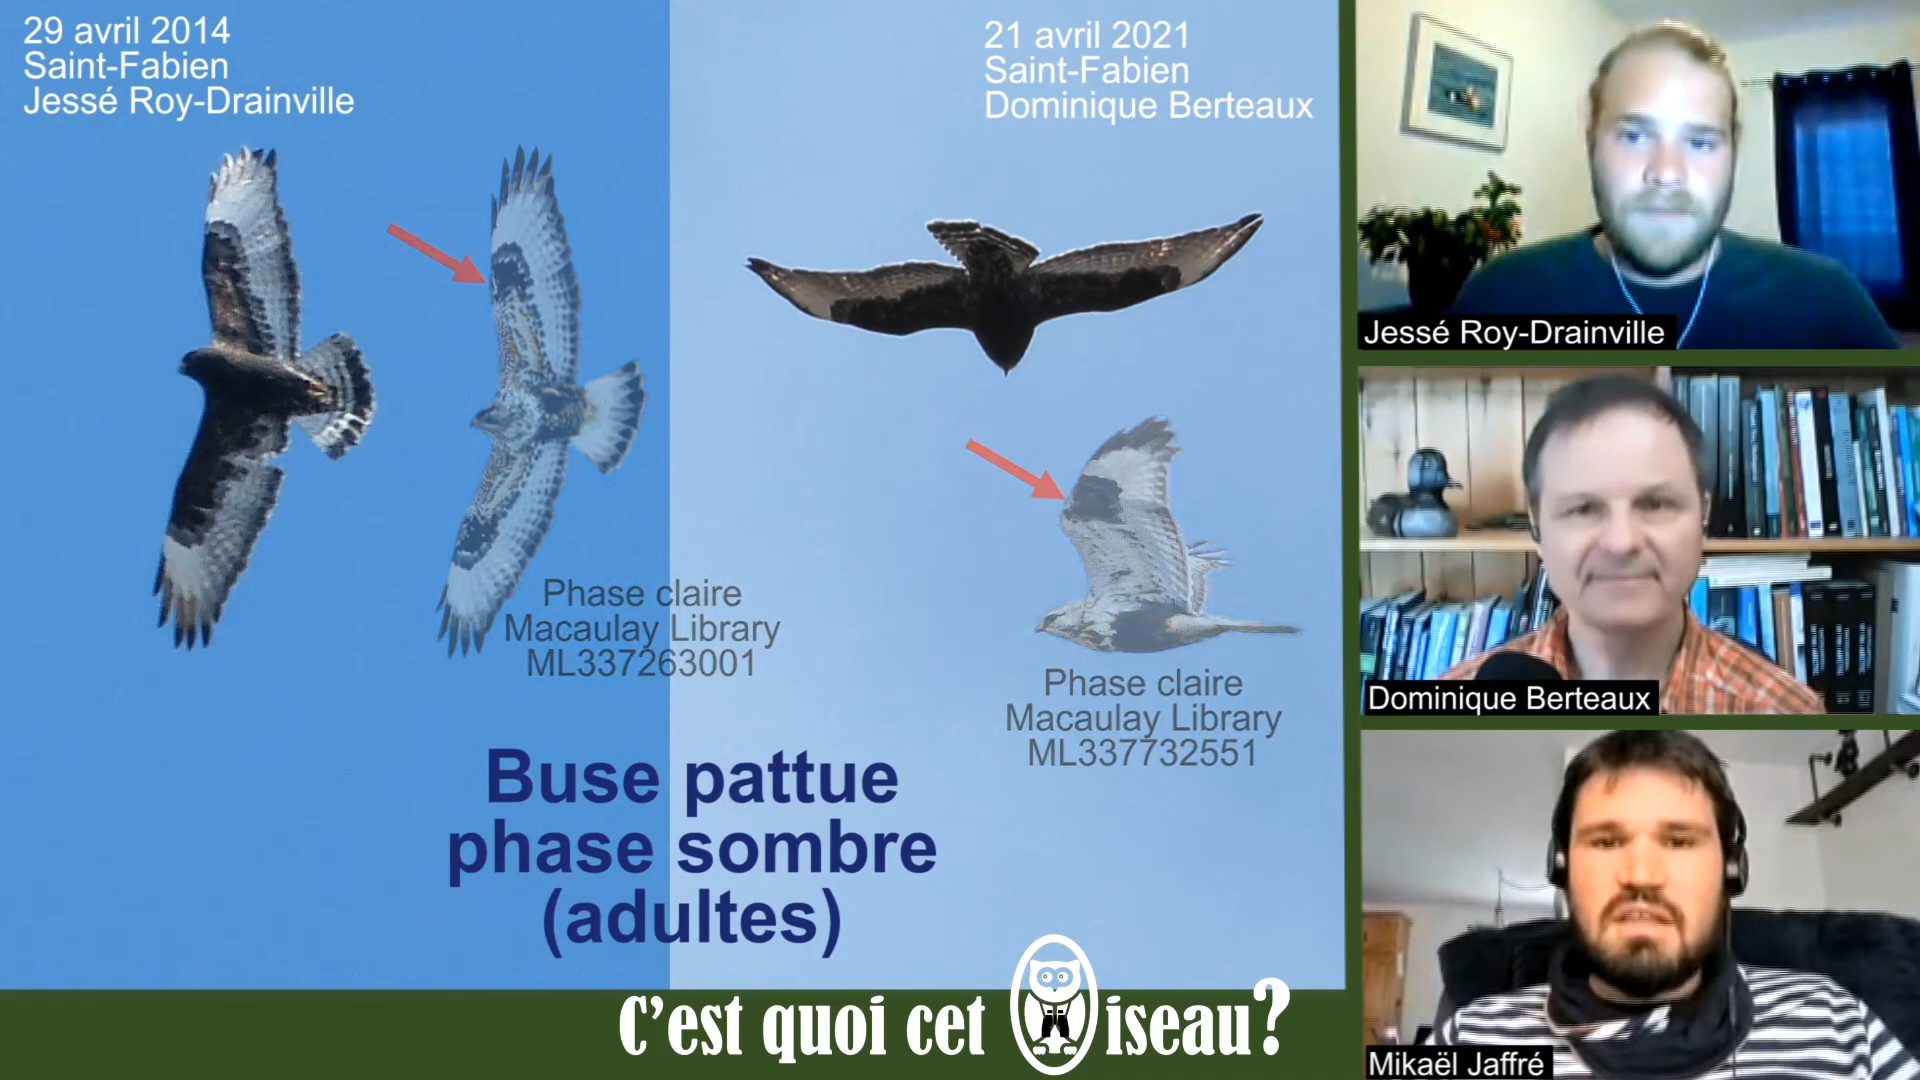 29 avril 2014
Saint-Fabien
Jessé Roy-Drainville
21 avril 2021
Saint-Fabien
Dominique Berteaux
Phase claire
Macaulay Library
ML337263001
Phase claire
Macaulay Library
ML337732551
Buse pattue
phase sombre
(adultes)
C'est quoi cet Oiseau?
Jessé Roy-Drainville
Dominique Berteaux
Mikaël Jaffré